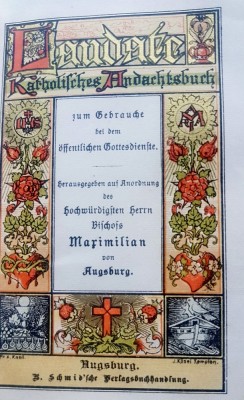 Laudate
Katholisches Andachtsbuch
zum Gebrauche
bei dem
öffentlichen Gottesdienste.
Herausgegeben auf Anordnung
des
Hochwürdigsten Herrn
Bischofs
Maximilian
von
Augsburg.
Augsburg.
B. Schmid'sche Verlagsbuchhandlung.